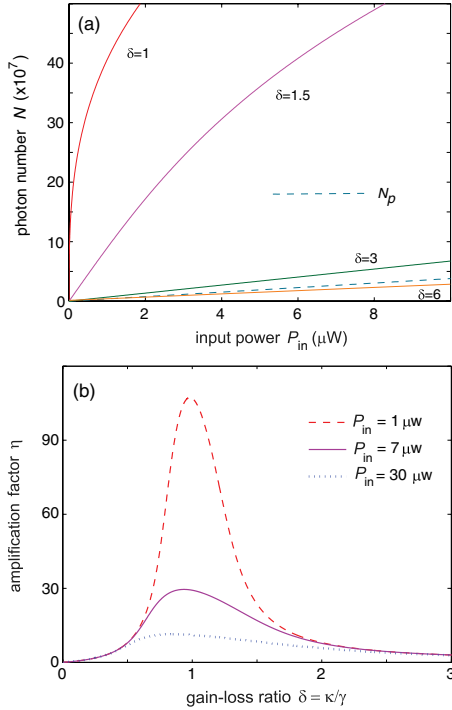 (a)
50
40
30
20
10
0
photon number N (x10⁷)
δ=1
δ=1.5
N_p
δ=3
δ=6
0 2 4 6 8
input power P_in (μW)
(b)
90
60
30
0
amplification factor η
P_in = 1 μw
P_in = 7 μw
P_in = 30 μw
0 1 2 3
gain-loss ratio δ = κ/γ